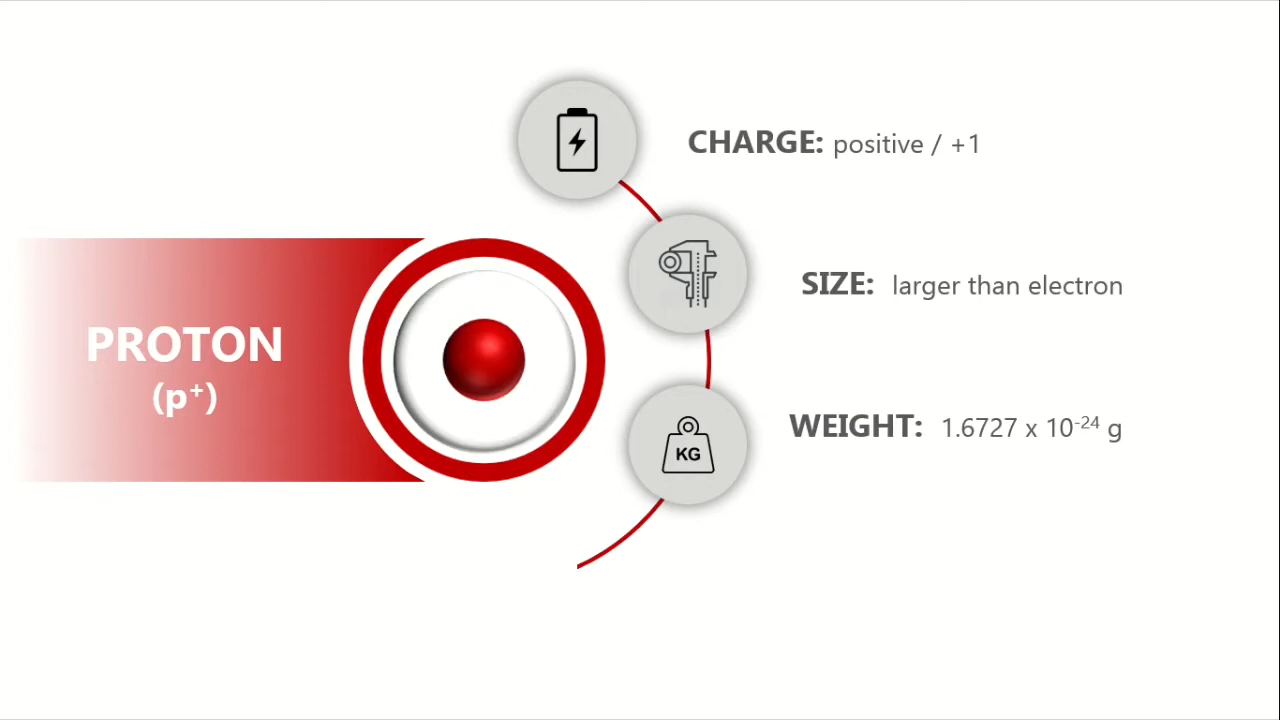 PROTON
(p⁺)
CHARGE: positive / +1
SIZE: larger than electron
WEIGHT: 1.6727 x 10⁻²⁴ g
KG